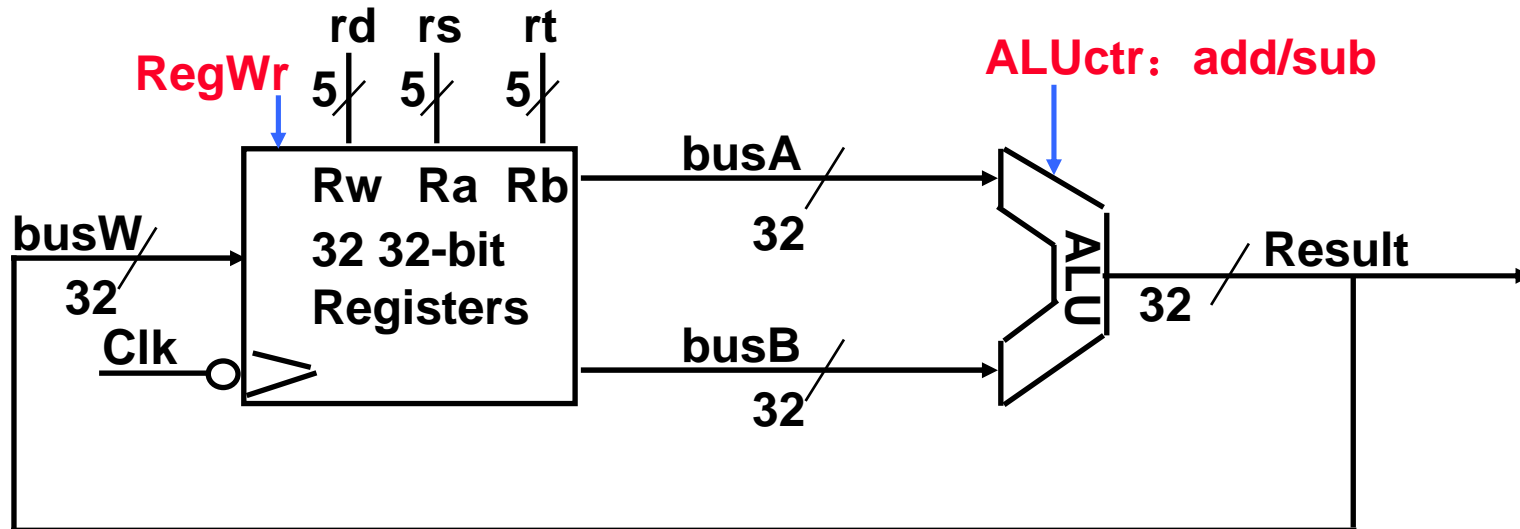 rd rs rt
RegWr
ALUctr：add/sub
5 5 5
busA
Rw Ra Rb
32
busW
32 32-bit
ALU
Result
32
Registers
32
Clk
busB
32